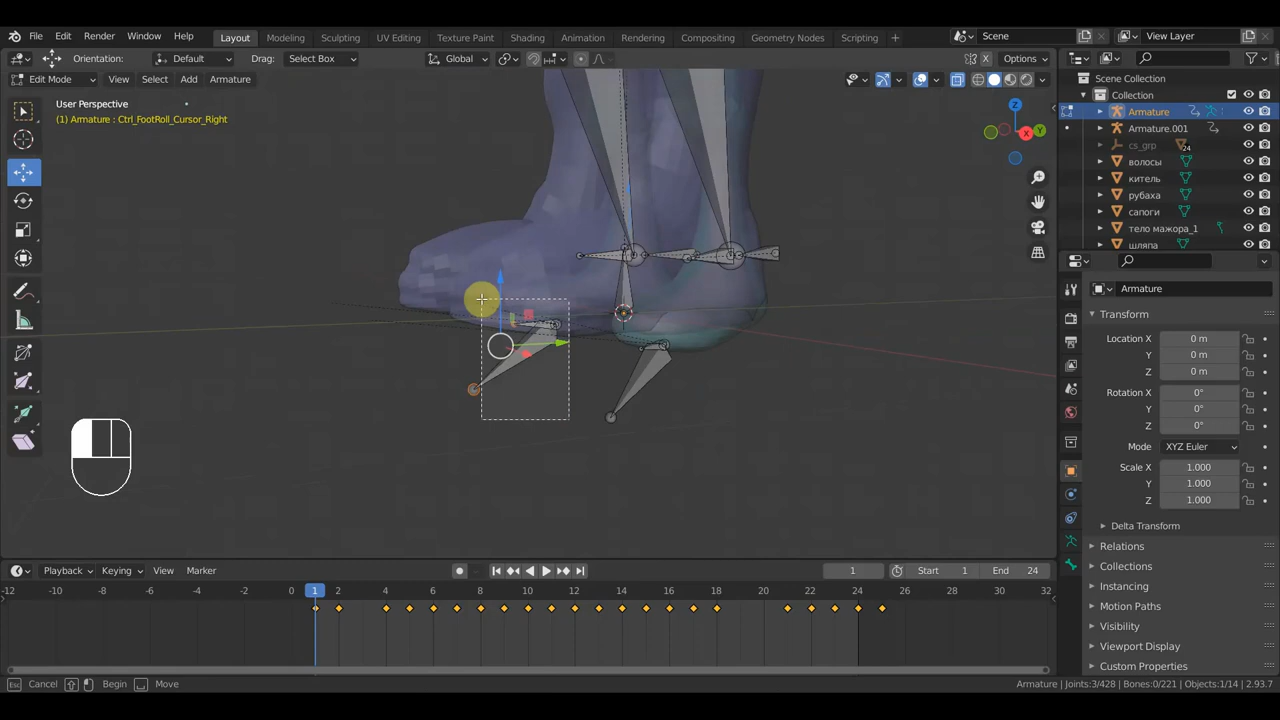 File Edit Render Window Help Layout Modeling Sculpting UV Editing Texture Paint Shading Animation Rendering Compositing Geometry Nodes Scripting + Scene View Layer
Orientation: Default Drag: Select Box Global X Options
Edit Mode View Select Add Armature
User Perspective
(1) Armature : Ctrl_FootRoll_Cursor_Right
Z
Y
X
Scene Collection
Collection
Armature
Armature.001
cs_grp 24
волосы
китель
рубаха
сапоги
тело мажора_1
шляпа
Armature
Transform
Location X 0 m
Y 0 m
Z 0 m
Rotation X 0°
Y 0°
Z 0°
Mode XYZ Euler
Scale X 1.000
Y 1.000
Z 1.000
Delta Transform
Relations
Collections
Instancing
Motion Paths
Visibility
Viewport Display
Custom Properties
Playback Keying View Marker 1 Start 1 End 24
-12 -10 -8 -6 -4 -2 0 1 2 4 6 8 10 12 14 16 18 20 22 24 26 28 30 32
Esc Cancel Begin Move Armature | Joints:3/428 | Bones:0/221 | Objects:1/14 | 2.93.7